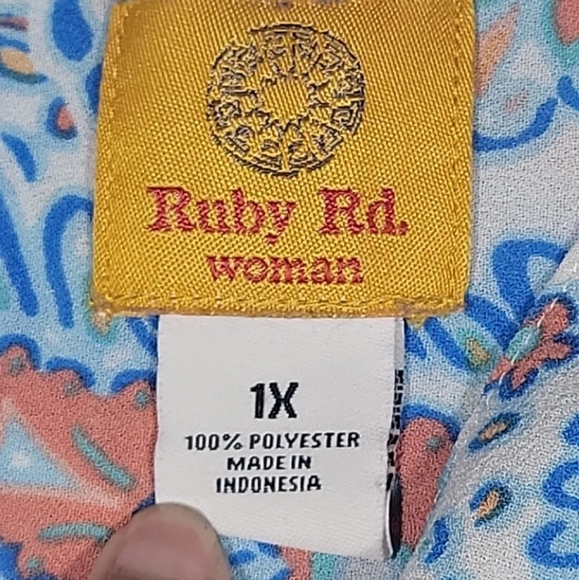 Ruby Rd.
woman
1X
100% POLYESTER
MADE IN
INDONESIA